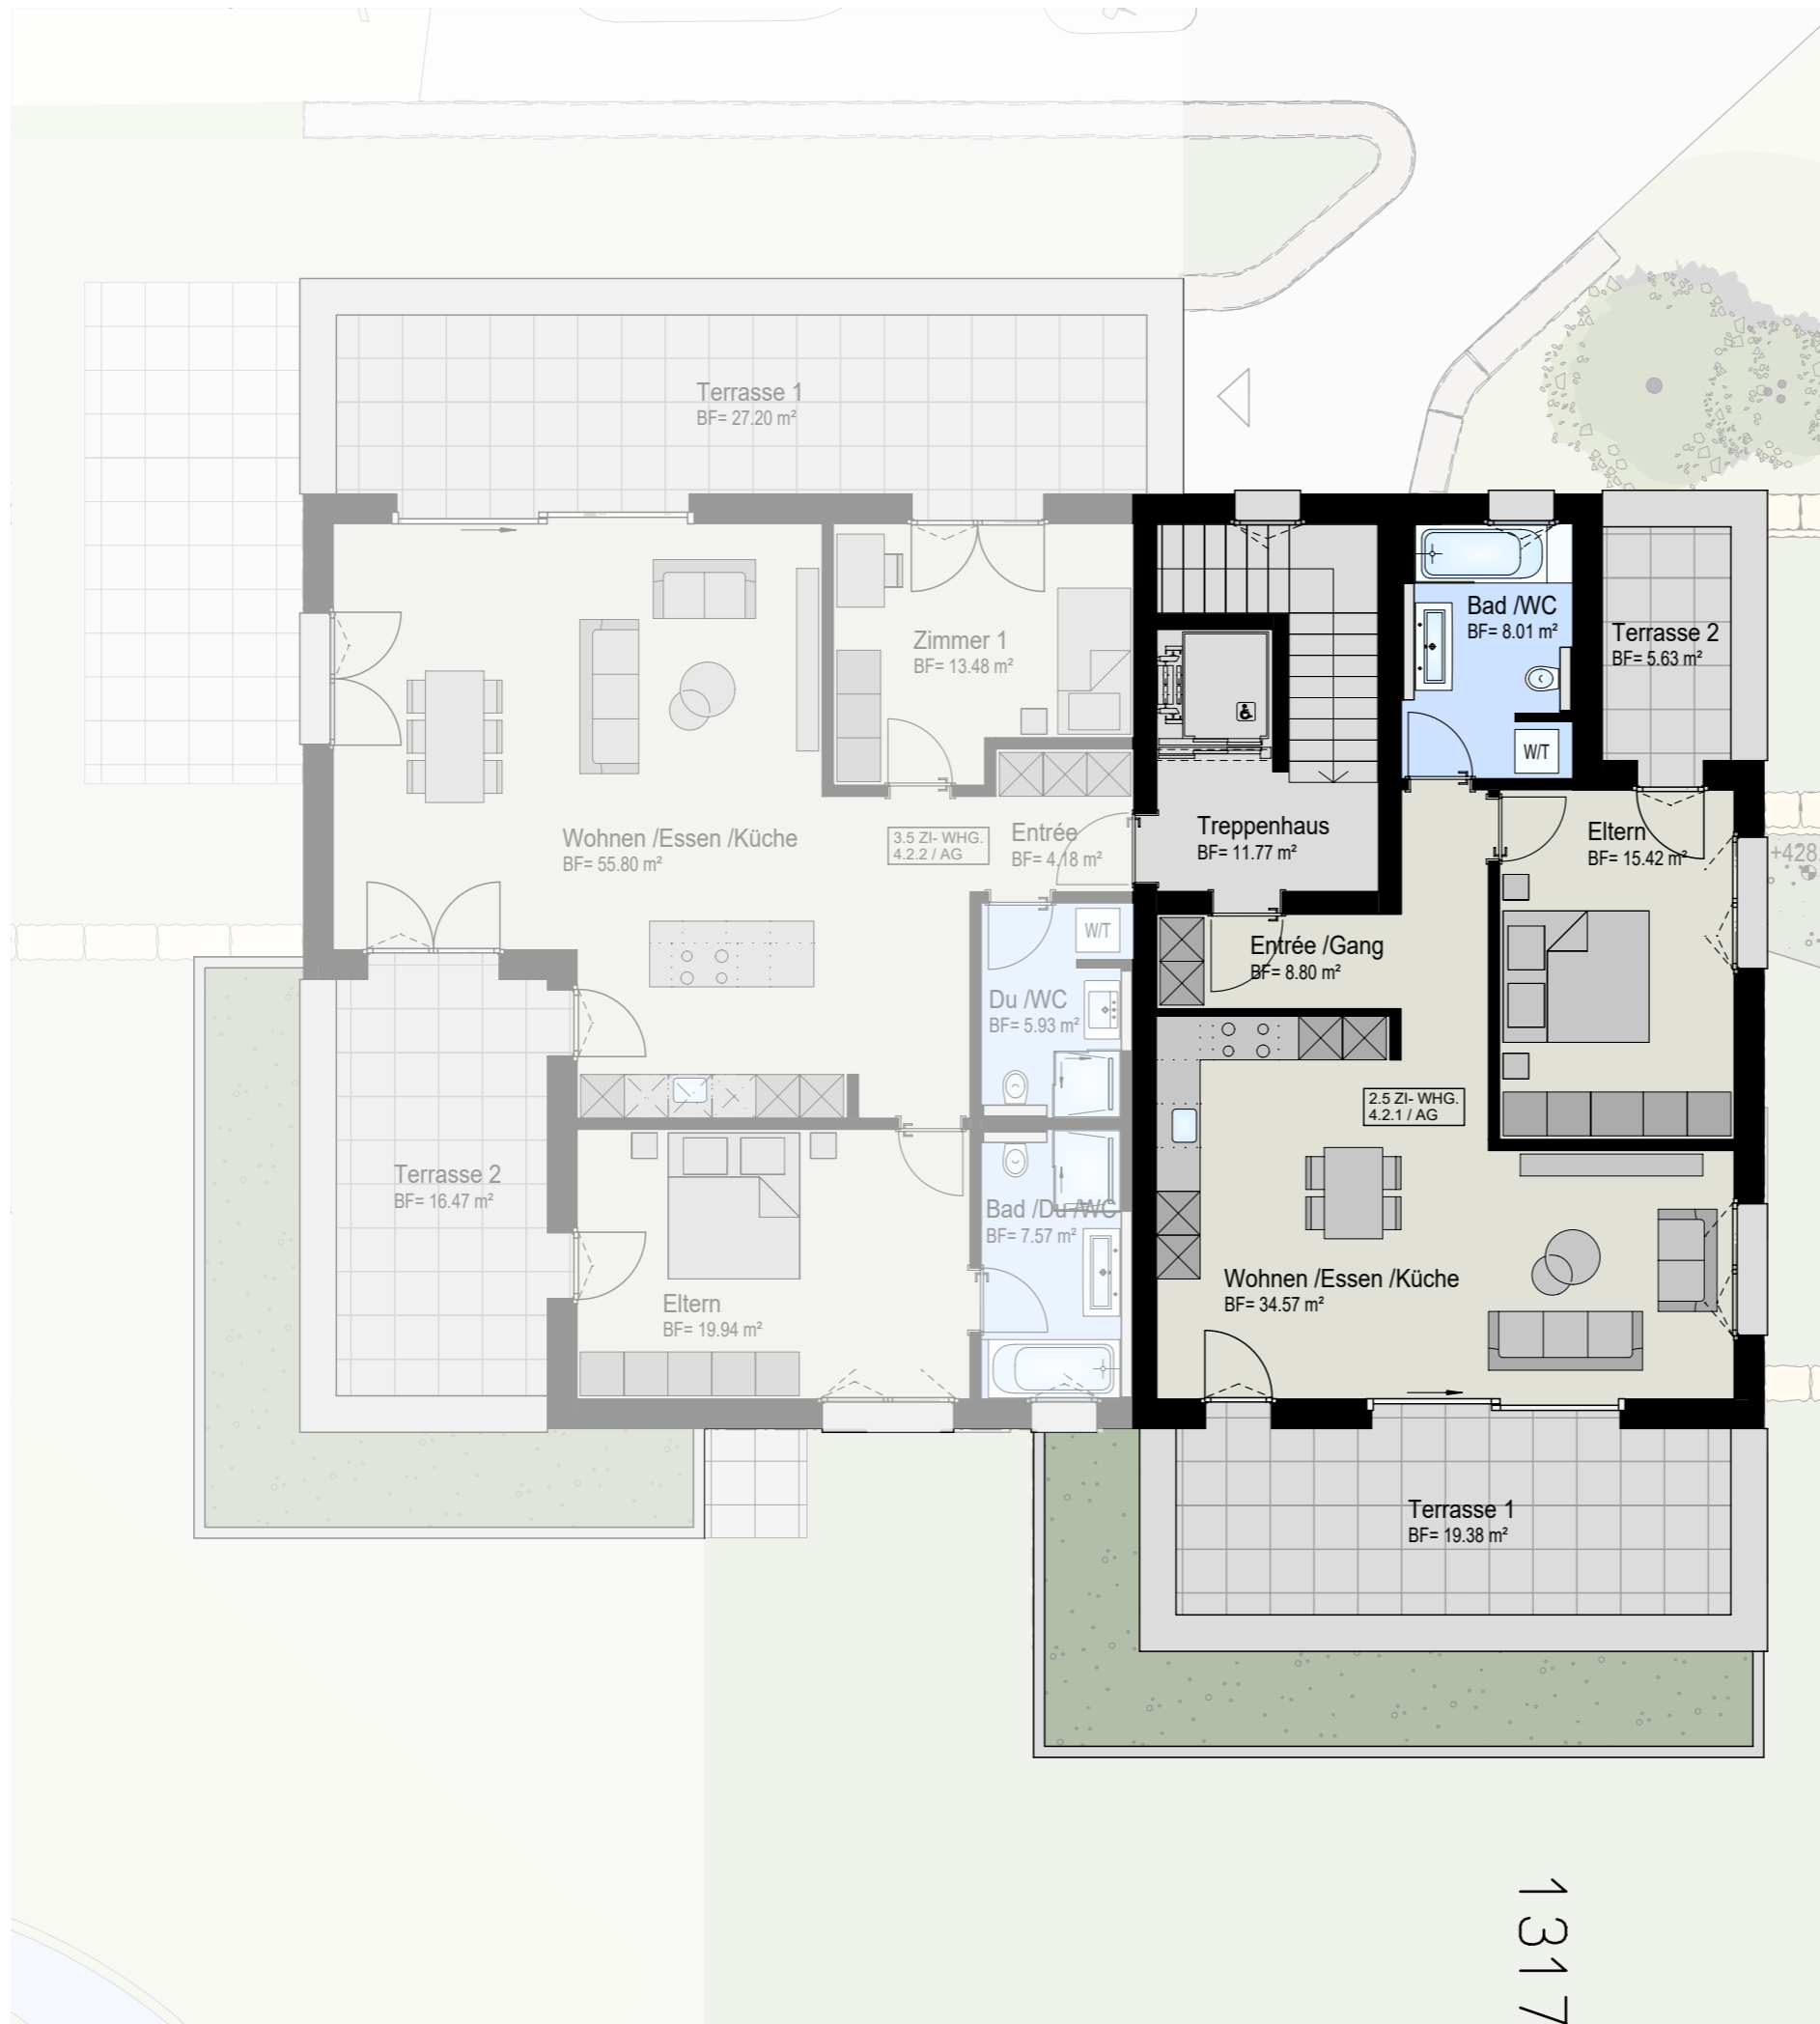 Terrasse 1
BF= 27.20 m²
Zimmer 1
BF= 13.48 m²
Bad /WC
BF= 8.01 m²
Terrasse 2
BF= 5.63 m²
W/T
Wohnen /Essen /Küche
BF= 55.80 m²
3.5 ZI- WHG.
4.2.2 / AG
Entrée
BF= 4.18 m²
Treppenhaus
BF= 11.77 m²
Eltern
BF= 15.42 m²
+428.
W/T
Entrée /Gang
BF= 8.80 m²
Du /WC
BF= 5.93 m²
2.5 ZI- WHG.
4.2.1 / AG
Terrasse 2
BF= 16.47 m²
Bad /Du /WC
BF= 7.57 m²
Wohnen /Essen /Küche
BF= 34.57 m²
Eltern
BF= 19.94 m²
Terrasse 1
BF= 19.38 m²
1317